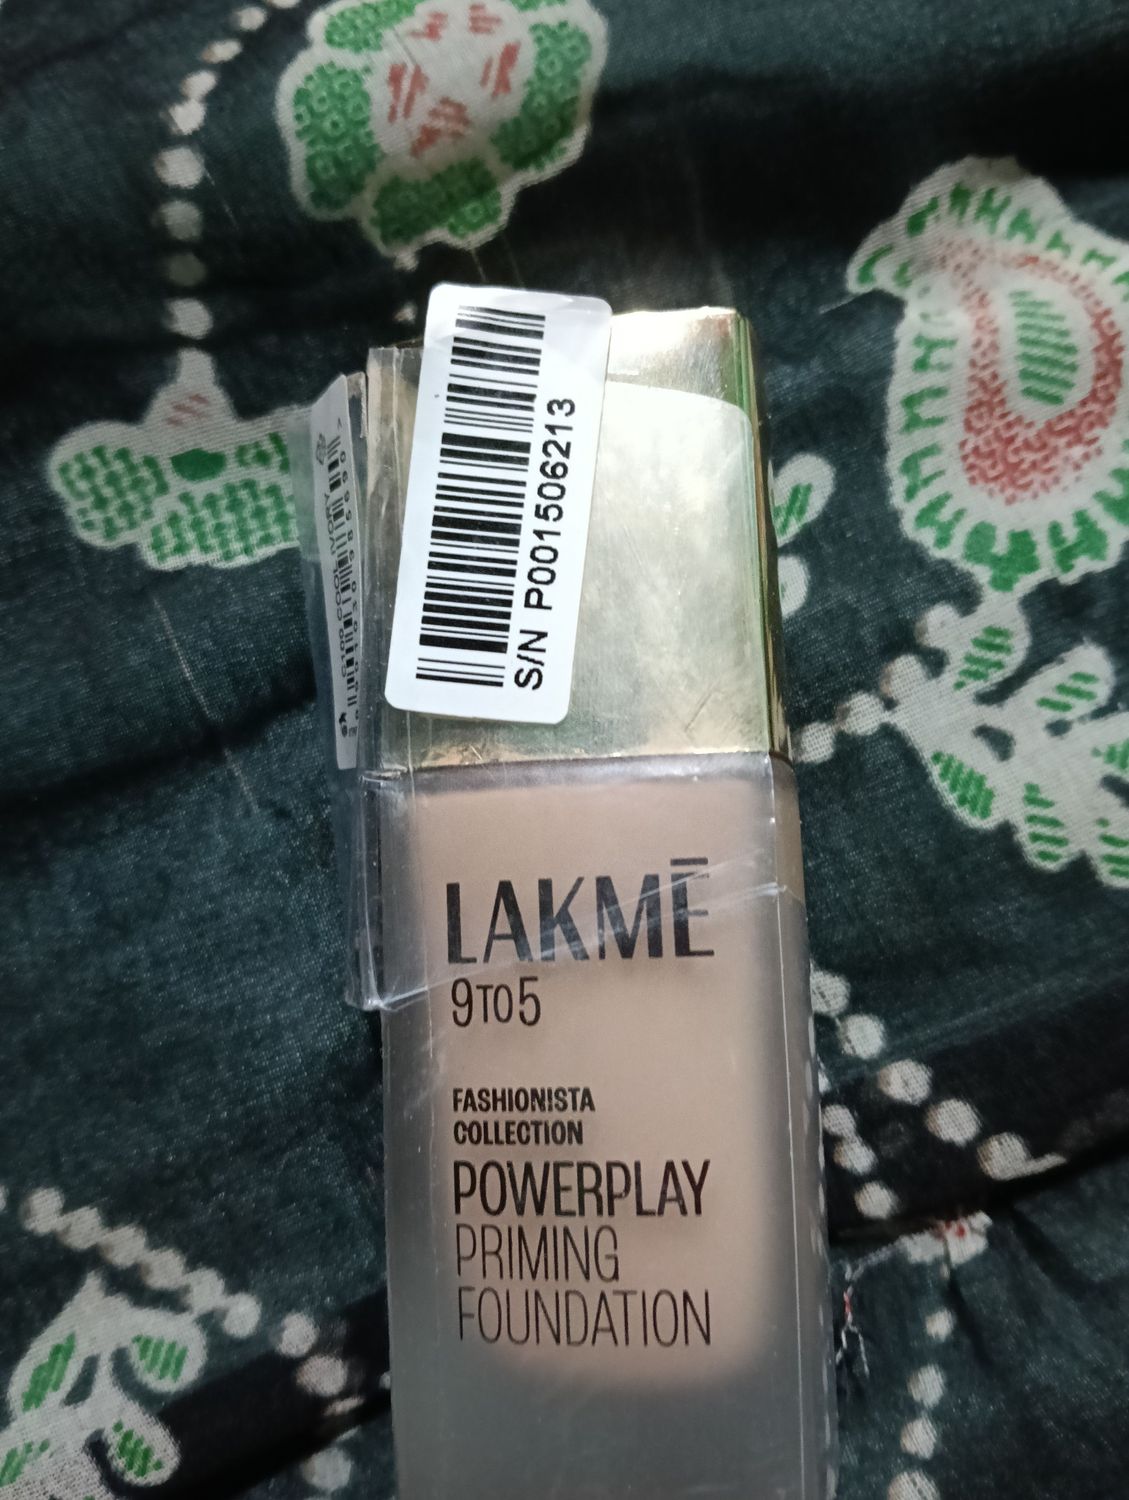 S/N P001506213
LAKMĒ
9TO5
FASHIONISTA
COLLECTION
POWERPLAY
PRIMING
FOUNDATION